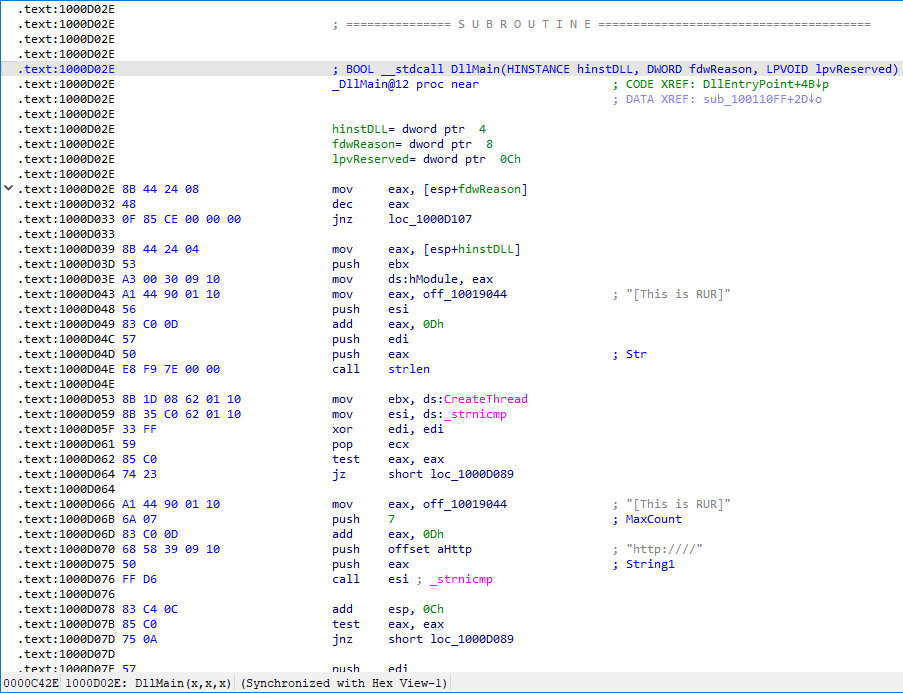 .text:1000D02E
.text:1000D02E ; =============== S U B R O U T I N E =======================================
.text:1000D02E
.text:1000D02E
.text:1000D02E ; BOOL __stdcall DllMain(HINSTANCE hinstDLL, DWORD fdwReason, LPVOID lpvReserved)
.text:1000D02E _DllMain@12 proc near ; CODE XREF: DllEntryPoint+4B↓p
.text:1000D02E ; DATA XREF: sub_100110FF+2D↓o
.text:1000D02E
.text:1000D02E hinstDLL= dword ptr  4
.text:1000D02E fdwReason= dword ptr  8
.text:1000D02E lpvReserved= dword ptr  0Ch
.text:1000D02E
.text:1000D02E 8B 44 24 08 mov eax, [esp+fdwReason]
.text:1000D032 48 dec eax
.text:1000D033 0F 85 CE 00 00 00 jnz loc_1000D107
.text:1000D033
.text:1000D039 8B 44 24 04 mov eax, [esp+hinstDLL]
.text:1000D03D 53 push ebx
.text:1000D03E A3 00 30 09 10 mov ds:hModule, eax
.text:1000D043 A1 44 90 01 10 mov eax, off_10019044 ; "[This is RUR]"
.text:1000D048 56 push esi
.text:1000D049 83 C0 0D add eax, 0Dh
.text:1000D04C 57 push edi
.text:1000D04D 50 push eax ; Str
.text:1000D04E E8 F9 7E 00 00 call strlen
.text:1000D04E
.text:1000D053 8B 1D 08 62 01 10 mov ebx, ds:CreateThread
.text:1000D059 8B 35 C0 62 01 10 mov esi, ds:_strnicmp
.text:1000D05F 33 FF xor edi, edi
.text:1000D061 59 pop ecx
.text:1000D062 85 C0 test eax, eax
.text:1000D064 74 23 jz short loc_1000D089
.text:1000D064
.text:1000D066 A1 44 90 01 10 mov eax, off_10019044 ; "[This is RUR]"
.text:1000D06B 6A 07 push 7 ; MaxCount
.text:1000D06D 83 C0 0D add eax, 0Dh
.text:1000D070 68 58 39 09 10 push offset aHttp ; "http:////"
.text:1000D075 50 push eax ; String1
.text:1000D076 FF D6 call esi ; _strnicmp
.text:1000D076
.text:1000D078 83 C4 0C add esp, 0Ch
.text:1000D07B 85 C0 test eax, eax
.text:1000D07D 75 0A jnz short loc_1000D089
.text:1000D07D
.text:1000D07F 57 push edi
0000C42E 1000D02E: DllMain(x,x,x) (Synchronized with Hex View-1)